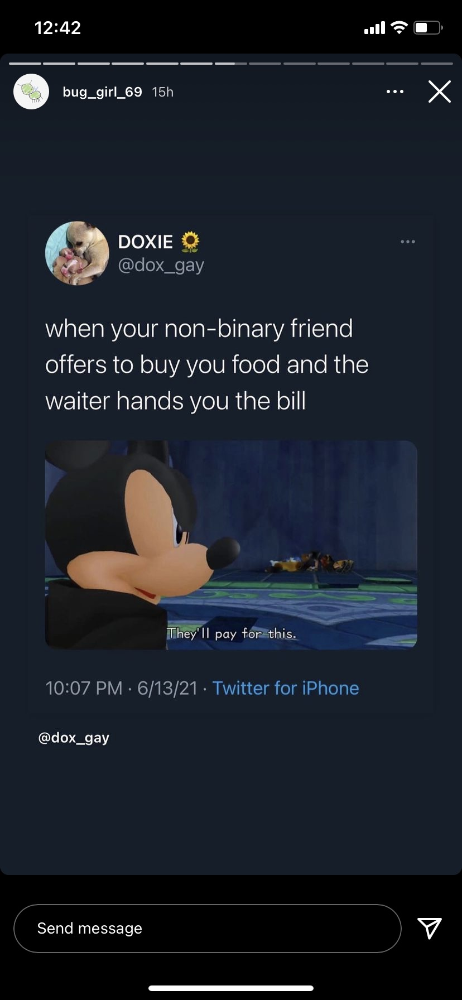 12:42
bug_girl_69 15h
DOXIE 🌻
@dox_gay
when your non-binary friend
offers to buy you food and the
waiter hands you the bill
They'll pay for this.
10:07 PM · 6/13/21 · Twitter for iPhone
@dox_gay
Send message